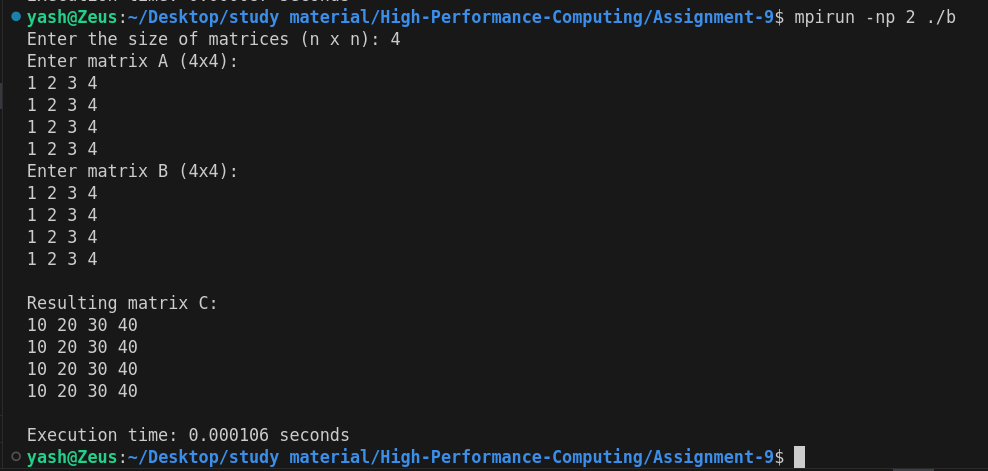 yash@Zeus:~/Desktop/study material/High-Performance-Computing/Assignment-9$ mpirun -np 2 ./b
Enter the size of matrices (n x n): 4
Enter matrix A (4x4):
1 2 3 4
1 2 3 4
1 2 3 4
1 2 3 4
Enter matrix B (4x4):
1 2 3 4
1 2 3 4
1 2 3 4
1 2 3 4
Resulting matrix C:
10 20 30 40
10 20 30 40
10 20 30 40
10 20 30 40
Execution time: 0.000106 seconds
yash@Zeus:~/Desktop/study material/High-Performance-Computing/Assignment-9$